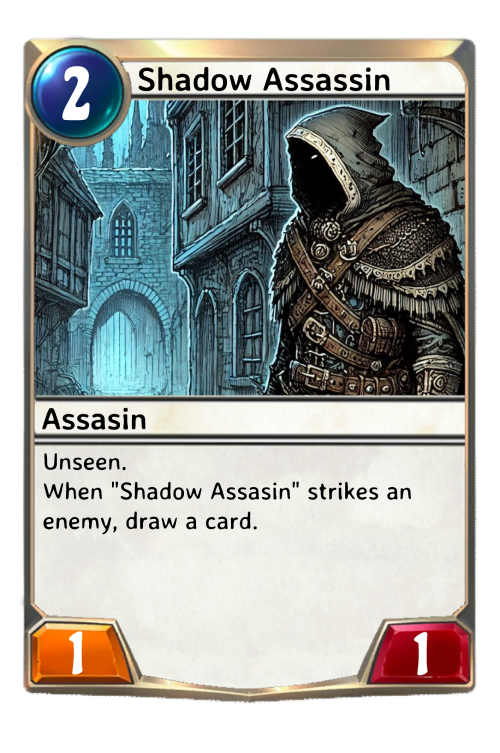 2
Shadow Assassin
Assasin
Unseen.
When "Shadow Assasin" strikes an
enemy, draw a card.
1
1